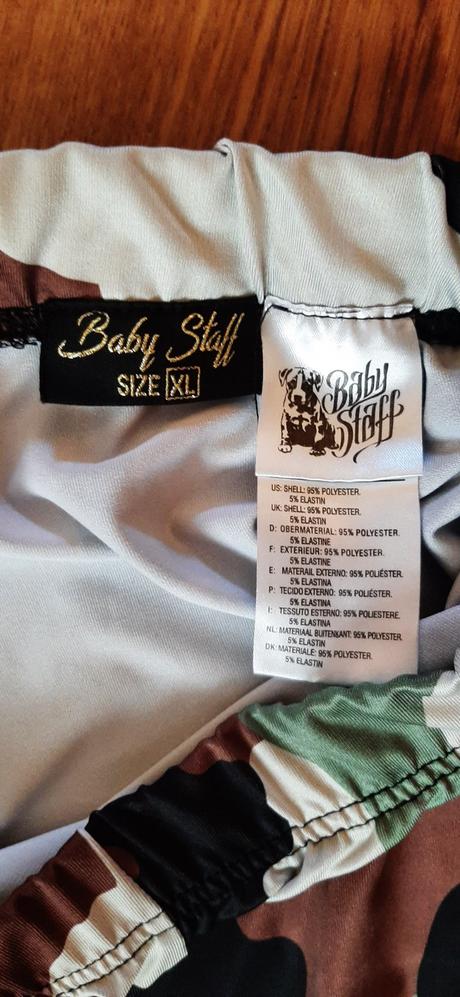 Baby Staff
SIZE XL
Baby
Staff
US: SHELL: 95% POLYESTER.
5% ELASTIN
UK: SHELL: 95% POLYESTER.
5% ELASTIN
D: OBERMATERIAL: 95% POLYESTER.
5% ELASTINE
F: EXTERIEUR: 95% POLYESTER.
5% ELASTINE
E: MATERAIL EXTERNO: 95% POLIÉSTER.
5% ELASTINA
P: TECIDO EXTERNO: 95% POLIÉSTER.
5% ELASTINA
I: TESSUTO ESTERNO: 95% POLIESTERE.
5% ELASTINA
NL: MATERIAAL BUITENKANT: 95% POLYESTER.
5% ELASTIN
DK: MATERIALE: 95% POLYESTER.
5% ELASTIN